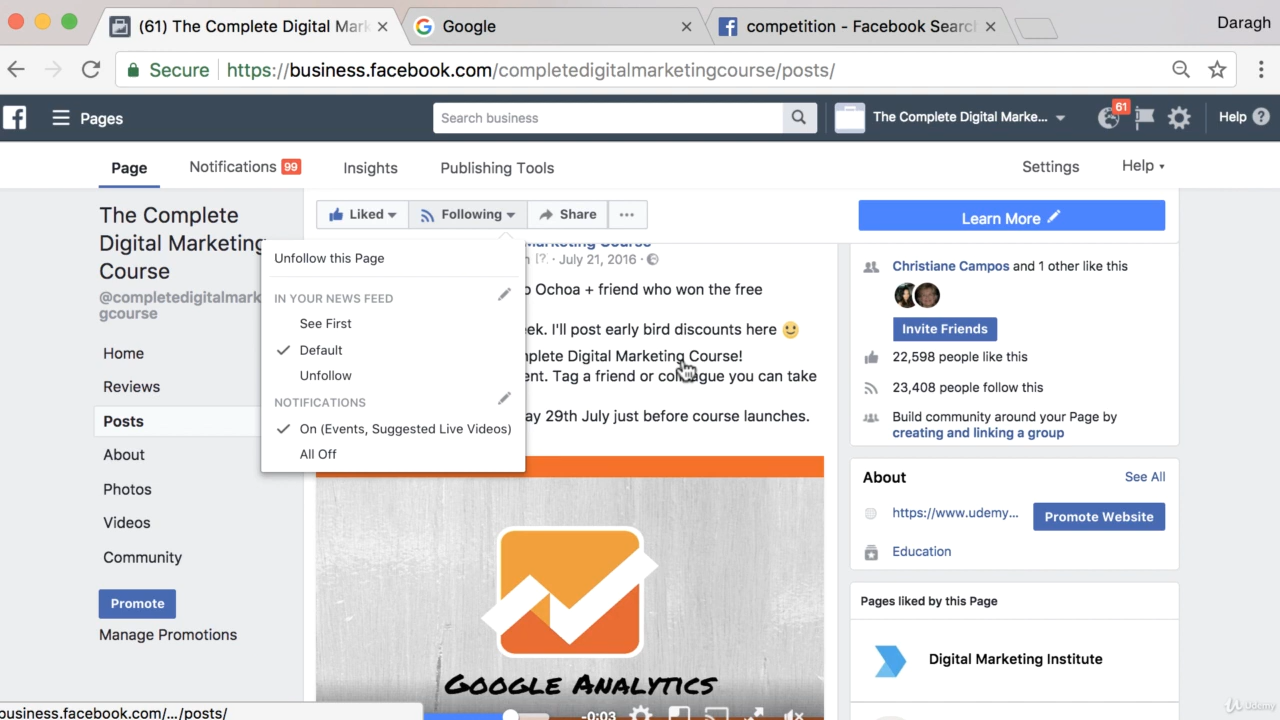 (61) The Complete Digital Mark
Google
competition - Facebook Searc
Daragh
Secure
https://business.facebook.com/completedigitalmarketingcourse/posts/
Pages
Search business
The Complete Digital Marke...
61
Help
Page
Notifications 99
Insights
Publishing Tools
Settings
Help
The Complete
Digital Marketing
Course
@completedigitalmark
gcourse
Home
Reviews
Posts
About
Photos
Videos
Community
Promote
Manage Promotions
Liked
Following
Share
...
Learn More
Unfollow this Page
IN YOUR NEWS FEED
See First
Default
Unfollow
NOTIFICATIONS
On (Events, Suggested Live Videos)
All Off
Marketing Course
[?] · July 21, 2016 ·
Ochoa + friend who won the free
eek. I'll post early bird discounts here
mplete Digital Marketing Course!
ent. Tag a friend or colleague you can take
ay 29th July just before course launches.
GOOGLE ANALYTICS
-0:03
Christiane Campos and 1 other like this
Invite Friends
22,598 people like this
23,408 people follow this
Build community around your Page by
creating and linking a group
About
See All
https://www.udemy...
Promote Website
Education
Pages liked by this Page
Digital Marketing Institute
business.facebook.com/.../posts/
Udemy